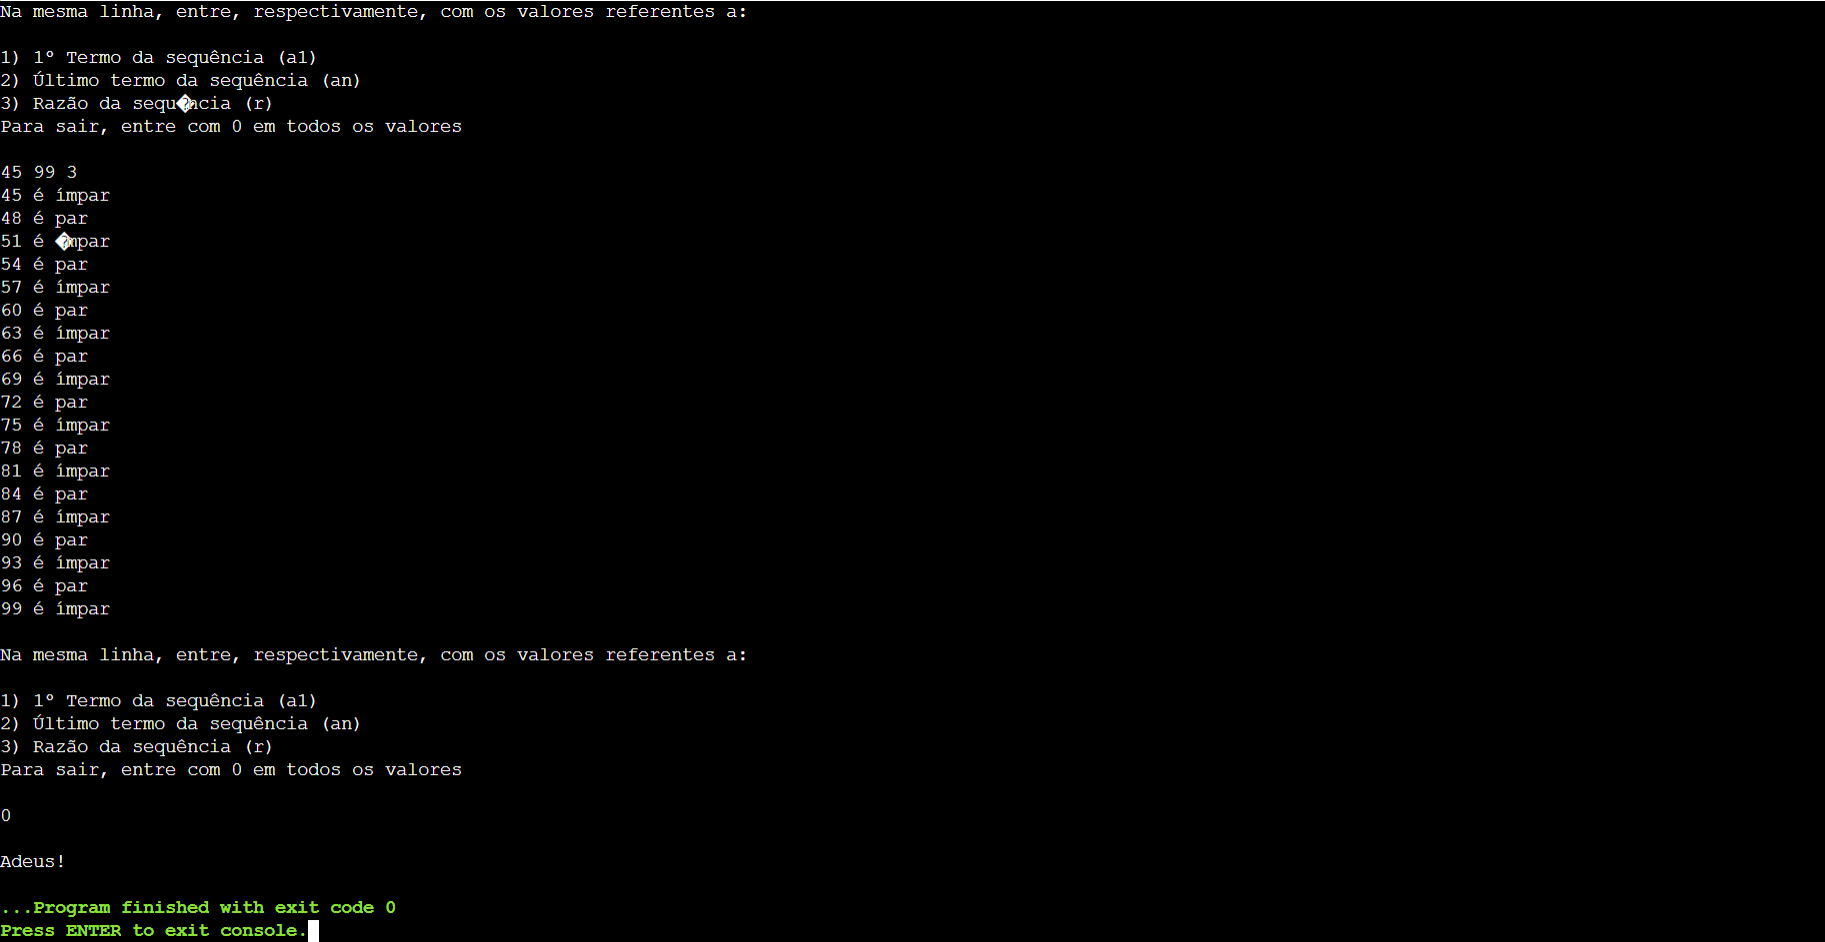 Na mesma linha, entre, respectivamente, com os valores referentes a:
1) 1º Termo da sequência (a1)
2) Último termo da sequência (an)
3) Razão da sequ�ncia (r)
Para sair, entre com 0 em todos os valores
45 99 3
45 é ímpar
48 é par
51 é �mpar
54 é par
57 é ímpar
60 é par
63 é ímpar
66 é par
69 é ímpar
72 é par
75 é ímpar
78 é par
81 é ímpar
84 é par
87 é ímpar
90 é par
93 é ímpar
96 é par
99 é ímpar
Na mesma linha, entre, respectivamente, com os valores referentes a:
1) 1º Termo da sequência (a1)
2) Último termo da sequência (an)
3) Razão da sequência (r)
Para sair, entre com 0 em todos os valores
0
Adeus!
...Program finished with exit code 0
Press ENTER to exit console.